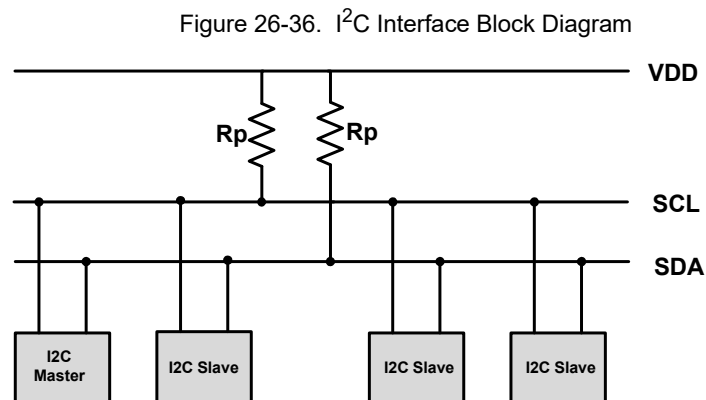 Figure 26-36. I²C Interface Block Diagram
VDD
Rp
Rp
SCL
SDA
I2C
Master
I2C Slave
I2C Slave
I2C Slave